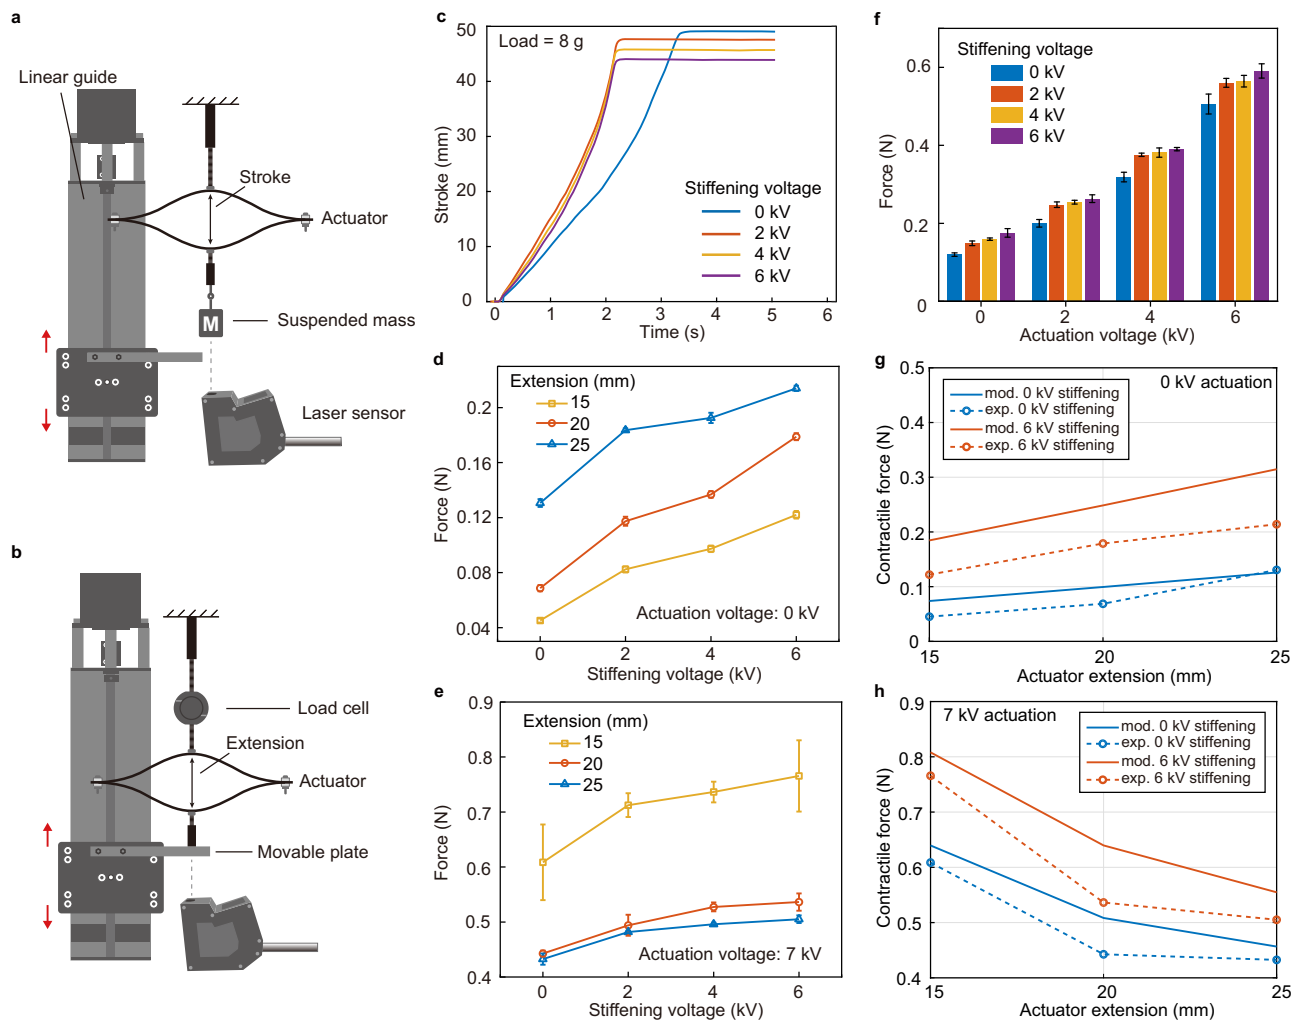 a
Linear guide
Stroke
Actuator
M
Suspended mass
Laser sensor
b
Load cell
Extension
Actuator
Movable plate
c
Load = 8 g
Stroke (mm)
50
40
30
20
10
0
Stiffening voltage
0 kV
2 kV
4 kV
6 kV
0 1 2 3 4 5 6
Time (s)
d
Extension (mm)
15
20
25
Force (N)
0.2
0.16
0.12
0.08
0.04
Actuation voltage: 0 kV
0 2 4 6
Stiffening voltage (kV)
e
Extension (mm)
15
20
25
Force (N)
0.9
0.8
0.7
0.6
0.5
0.4
Actuation voltage: 7 kV
0 2 4 6
Stiffening voltage (kV)
f
Stiffening voltage
0 kV
2 kV
4 kV
6 kV
Force (N)
0.6
0.4
0.2
0
0 2 4 6
Actuation voltage (kV)
g
0 kV actuation
mod. 0 kV stiffening
exp. 0 kV stiffening
mod. 6 kV stiffening
exp. 6 kV stiffening
Contractile force (N)
0.5
0.4
0.3
0.2
0.1
0
15 20 25
Actuator extension (mm)
h
7 kV actuation
mod. 0 kV stiffening
exp. 0 kV stiffening
mod. 6 kV stiffening
exp. 6 kV stiffening
Contractile force (N)
0.9
0.8
0.7
0.6
0.5
0.4
15 20 25
Actuator extension (mm)